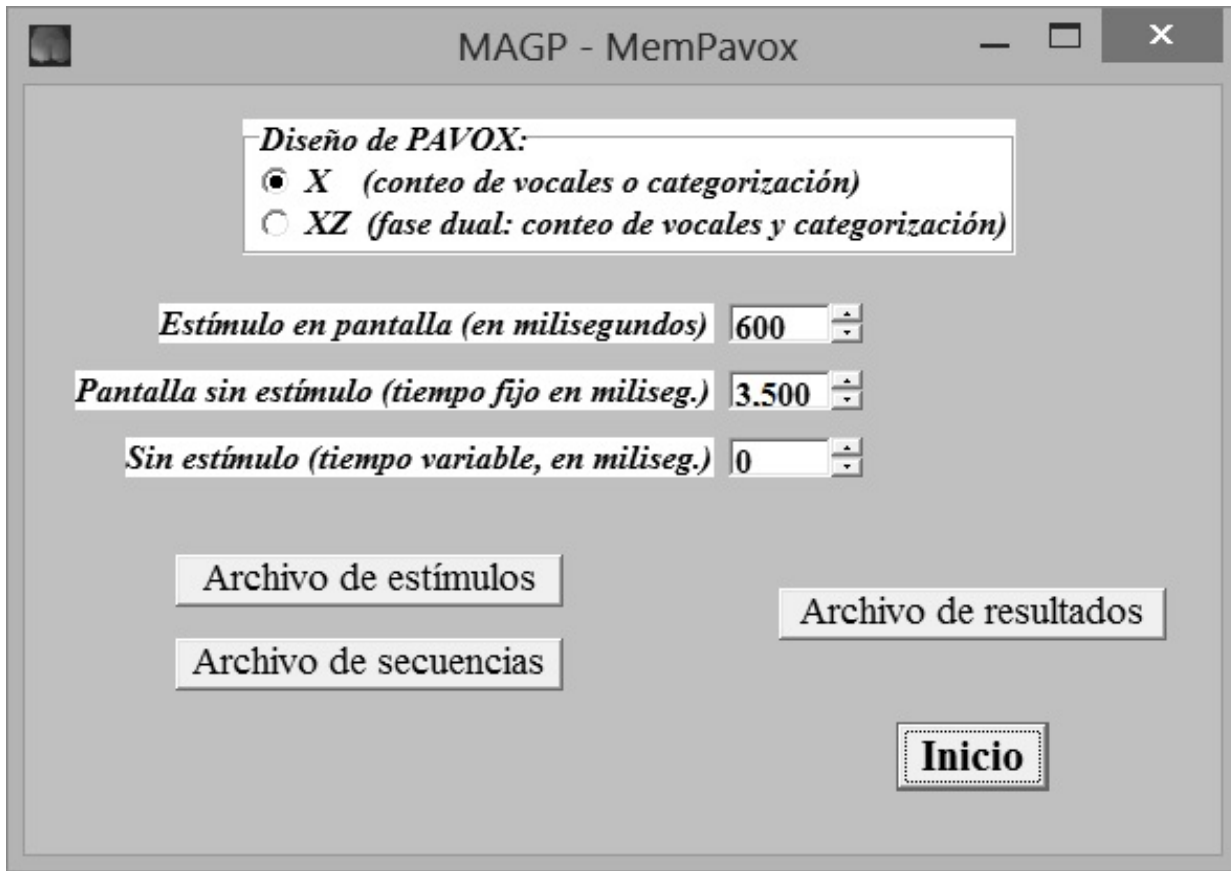 MAGP - MemPavox
Diseño de PAVOX:
X (conteo de vocales o categorización)
XZ (fase dual: conteo de vocales y categorización)
Estímulo en pantalla (en milisegundos) 600
Pantalla sin estímulo (tiempo fijo en miliseg.) 3.500
Sin estímulo (tiempo variable, en miliseg.) 0
Archivo de estímulos
Archivo de resultados
Archivo de secuencias
Inicio